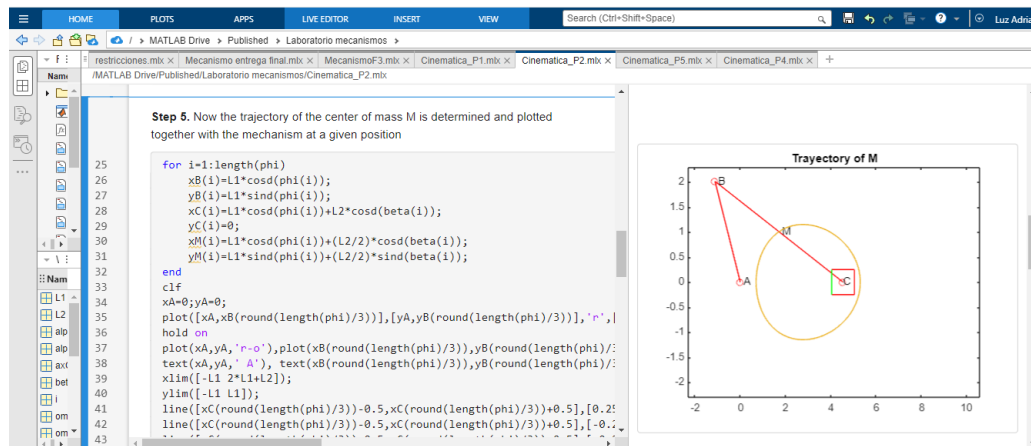 HOME PLOTS APPS LIVE EDITOR INSERT VIEW Search (Ctrl+Shift+Space) Luz Adria
/ > MATLAB Drive > Published > Laboratorio mecanismos >
restricciones.mlx × Mecanismo entrega final.mlx × MecanismoF3.mlx × Cinematica_P1.mlx × Cinematica_P2.mlx × Cinematica_P5.mlx × Cinematica_P4.mlx × +
/MATLAB Drive/Published/Laboratorio mecanismos/Cinematica_P2.mlx
Step 5. Now the trajectory of the center of mass M is determined and plotted
together with the mechanism at a given position
25 for i=1:length(phi)
26 xB(i)=L1*cosd(phi(i));
27 yB(i)=L1*sind(phi(i));
28 xC(i)=L1*cosd(phi(i))+L2*cosd(beta(i));
29 yC(i)=0;
30 xM(i)=L1*cosd(phi(i))+(L2/2)*cosd(beta(i));
31 yM(i)=L1*sind(phi(i))+(L2/2)*sind(beta(i));
32 end
33 clf
34 xA=0;yA=0;
35 plot([xA,xB(round(length(phi)/3))],[yA,yB(round(length(phi)/3))],'r',[
36 hold on
37 plot(xA,yA,'r-o'),plot(xB(round(length(phi)/3)),yB(round(length(phi)/3
38 text(xA,yA,' A'), text(xB(round(length(phi)/3)),yB(round(length(phi)/3
39 xlim([-L1 2*L1+L2]);
40 ylim([-L1 L1]);
41 line([xC(round(length(phi)/3))-0.5,xC(round(length(phi)/3))+0.5],[0.25
42 line([xC(round(length(phi)/3))-0.5,xC(round(length(phi)/3))+0.5],[-0.2
43
Name
Nam
L1
L2
alp
alp
ax(
bet
i
om
om
Trayectory of M
2
1.5
1
0.5
0
-0.5
-1
-1.5
-2
-2 0 2 4 6 8 10
B
M
A
C